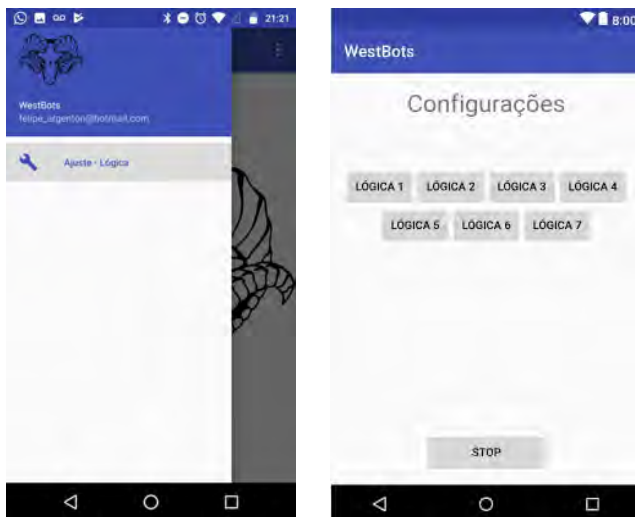 21:21
WestBots
felipe_argenton@hotmail.com
Ajuste - Lógica
8:00
WestBots
Configurações
LÓGICA 1 LÓGICA 2 LÓGICA 3 LÓGICA 4
LÓGICA 5 LÓGICA 6 LÓGICA 7
STOP